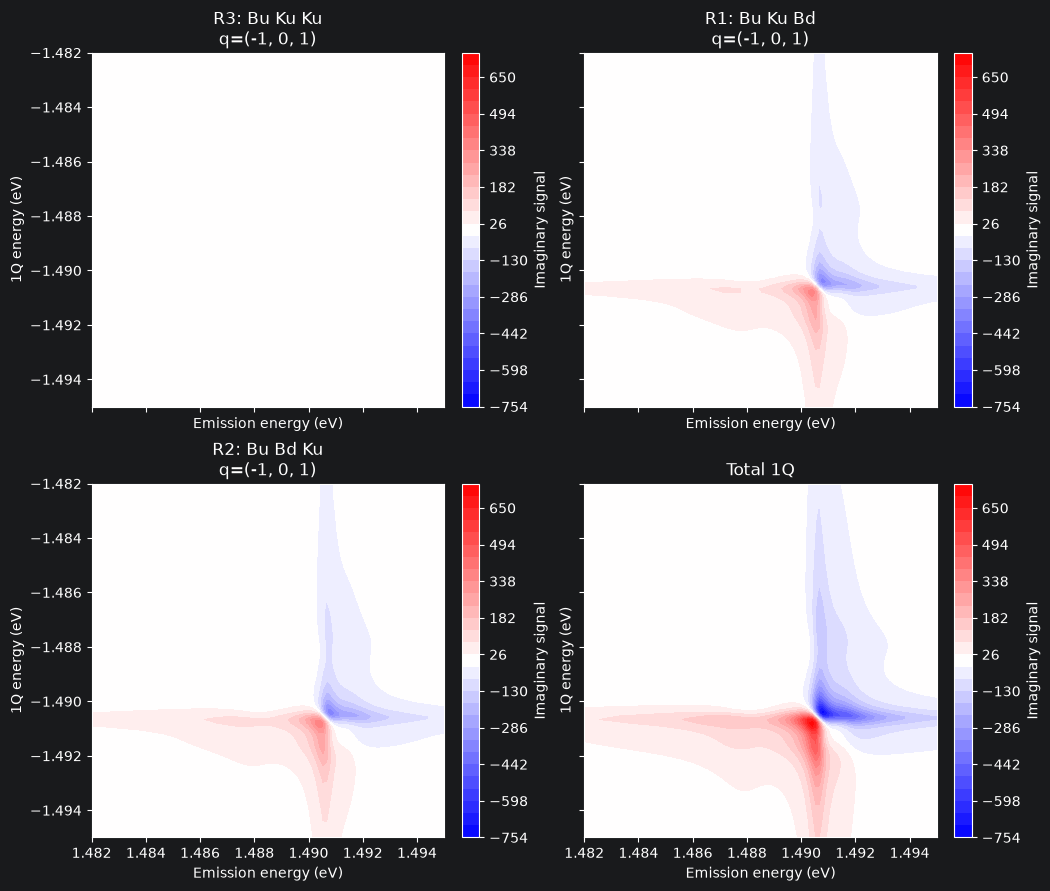 R3: Bu Ku Ku
q=(-1, 0, 1)
−1.482
−1.484
−1.486
−1.488
−1.490
−1.492
−1.494
1Q energy (eV)
Emission energy (eV)
650
494
338
182
26
−130
−286
−442
−598
−754
Imaginary signal
R1: Bu Ku Bd
q=(-1, 0, 1)
1Q energy (eV)
Emission energy (eV)
650
494
338
182
26
−130
−286
−442
−598
−754
Imaginary signal
R2: Bu Bd Ku
q=(-1, 0, 1)
−1.482
−1.484
−1.486
−1.488
−1.490
−1.492
−1.494
1Q energy (eV)
1.482 1.484 1.486 1.488 1.490 1.492 1.494
Emission energy (eV)
650
494
338
182
26
−130
−286
−442
−598
−754
Imaginary signal
Total 1Q
1Q energy (eV)
1.482 1.484 1.486 1.488 1.490 1.492 1.494
Emission energy (eV)
650
494
338
182
26
−130
−286
−442
−598
−754
Imaginary signal